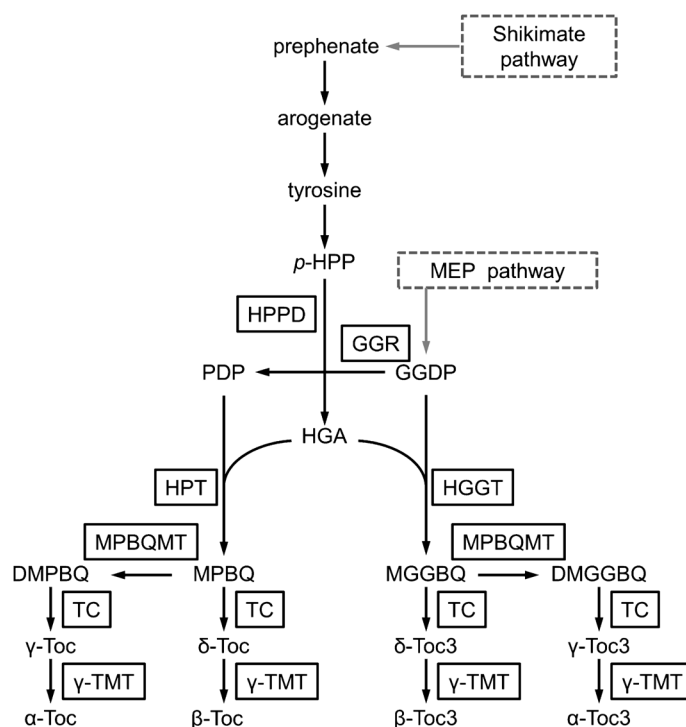 prephenate
Shikimate
pathway
arogenate
tyrosine
p-HPP
MEP pathway
HPPD
GGR
PDP
GGDP
HGA
HPT
HGGT
MPBQMT
MPBQMT
DMPBQ
MPBQ
MGGBQ
DMGGBQ
TC
TC
TC
TC
γ-Toc
δ-Toc
δ-Toc3
γ-Toc3
γ-TMT
γ-TMT
γ-TMT
γ-TMT
α-Toc
β-Toc
β-Toc3
α-Toc3